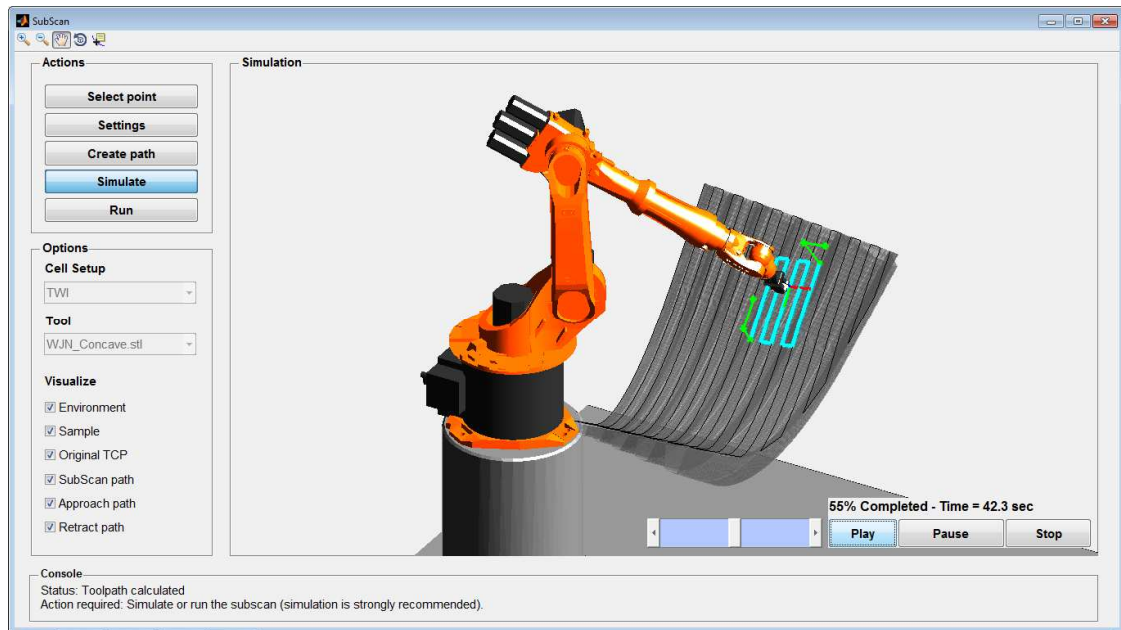 SubScan
Actions
Select point
Settings
Create path
Simulate
Run
Options
Cell Setup
TWI
Tool
WJN_Concave.stl
Visualize
Environment
Sample
Original TCP
SubScan path
Approach path
Retract path
Simulation
55% Completed - Time = 42.3 sec
Play
Pause
Stop
Console
Status: Toolpath calculated
Action required: Simulate or run the subscan (simulation is strongly recommended).